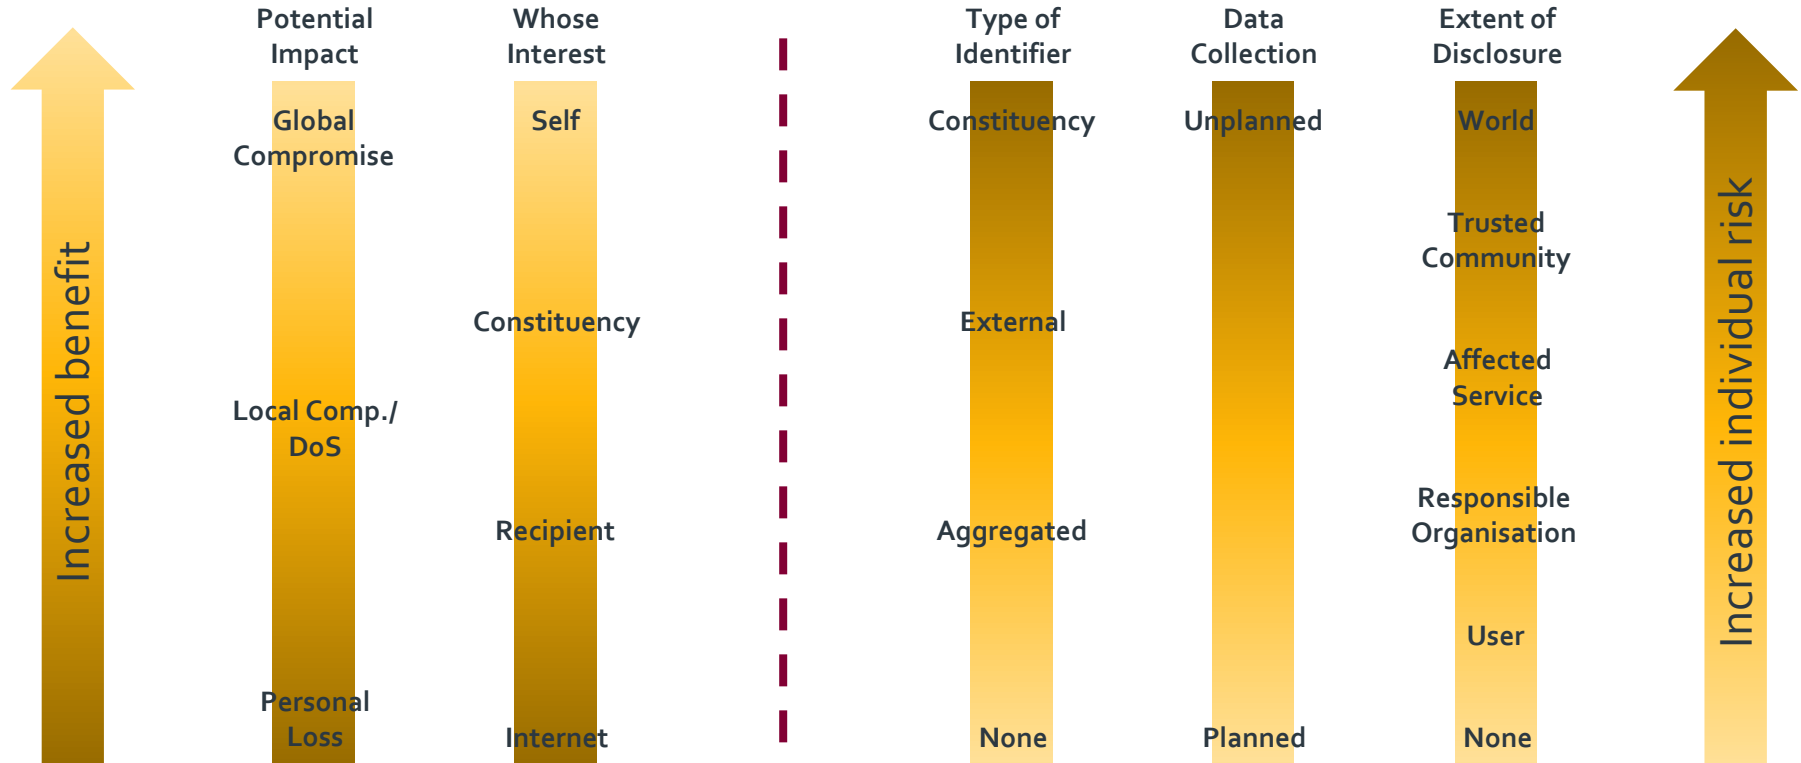 Increased benefit
Potential
Impact
Global
Compromise
Local Comp./
DoS
Personal
Loss
Whose
Interest
Self
Constituency
Recipient
Internet
Type of
Identifier
Constituency
External
Aggregated
None
Data
Collection
Unplanned
Planned
Extent of
Disclosure
World
Trusted
Community
Affected
Service
Responsible
Organisation
User
None
Increased individual risk